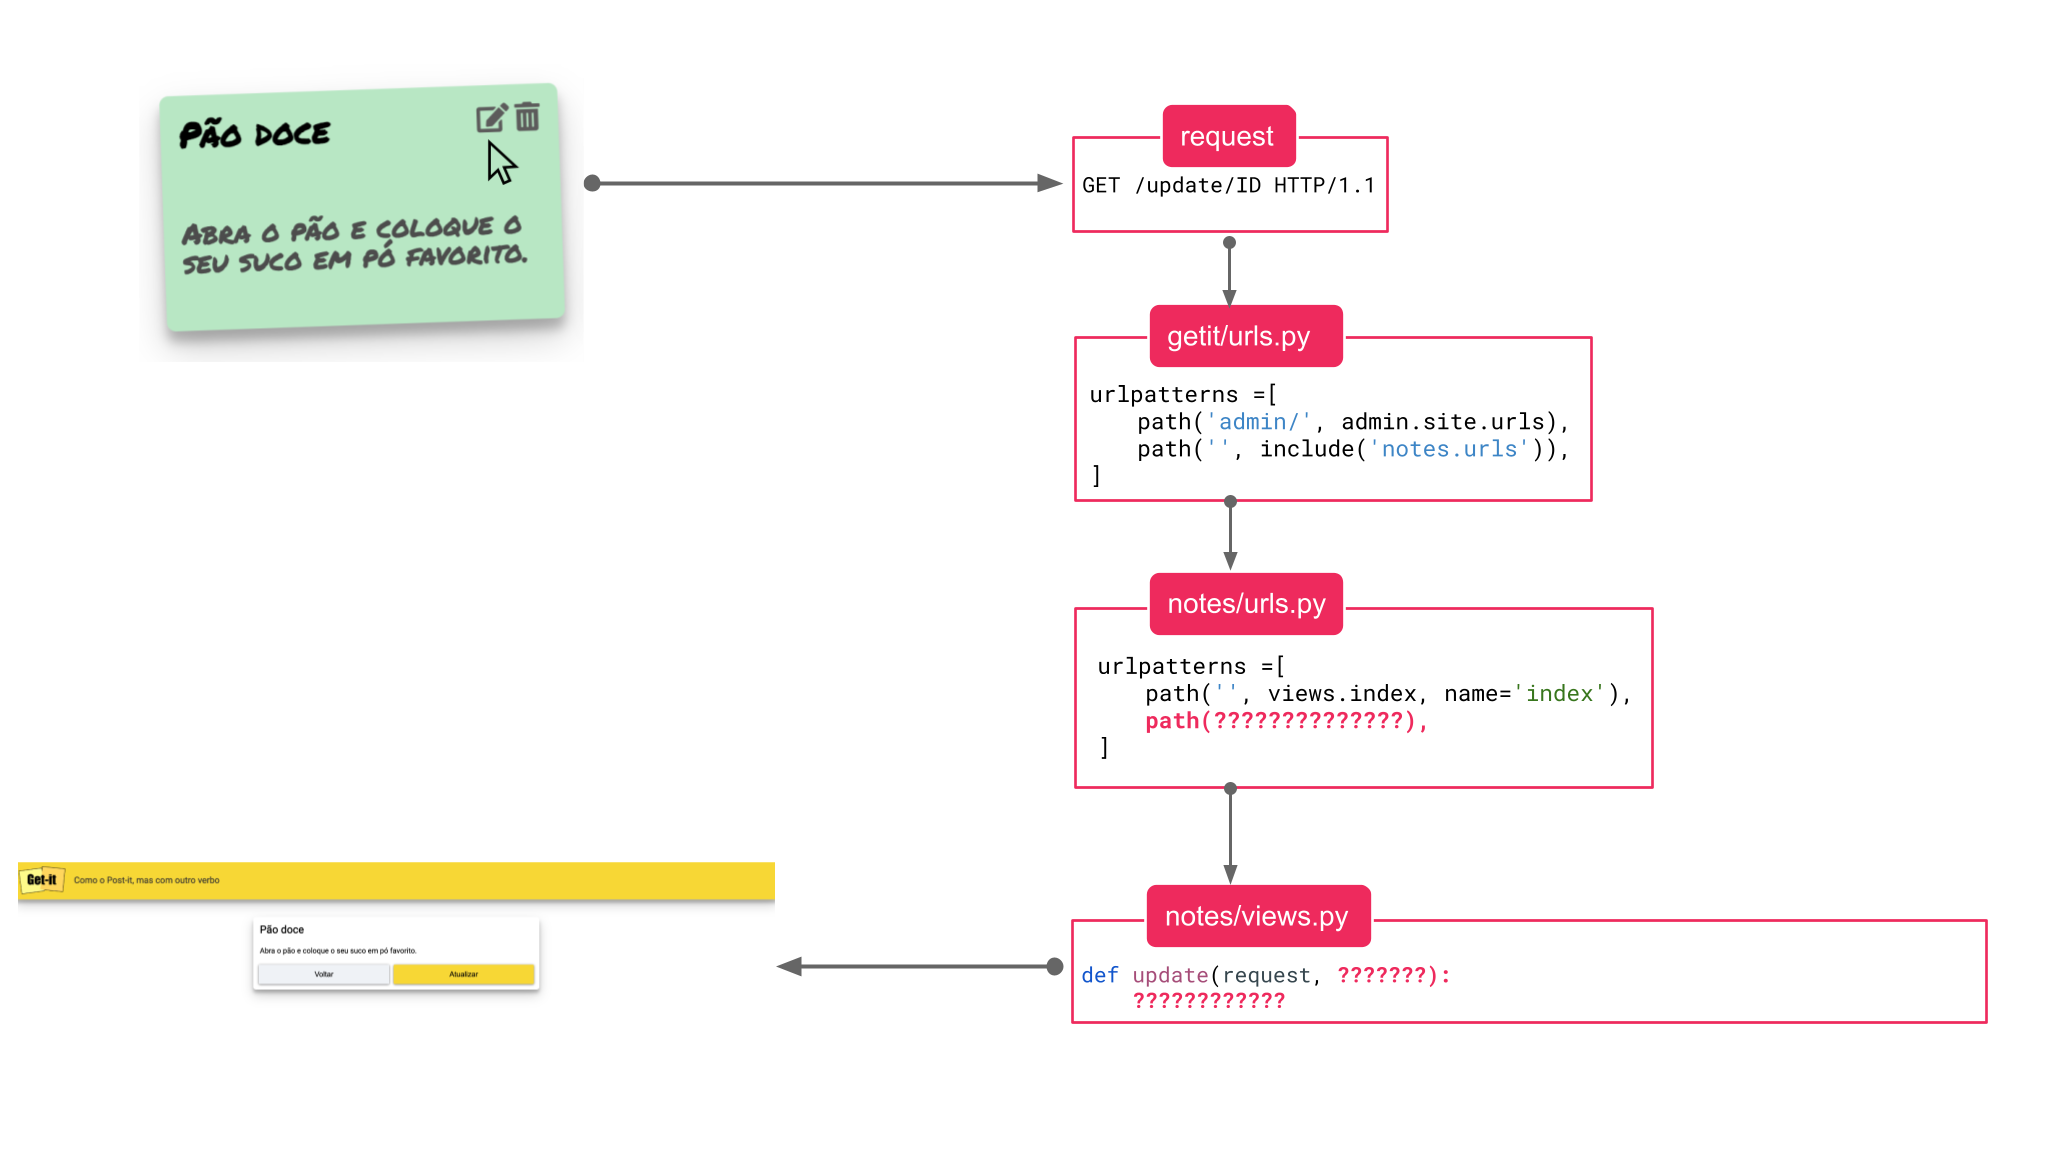 Pão doce
Abra o pão e coloque o
seu suco em pó favorito.
request
GET /update/ID HTTP/1.1
getit/urls.py
urlpatterns =[
path('admin/', admin.site.urls),
path('', include('notes.urls')),
]
notes/urls.py
urlpatterns =[
path('', views.index, name='index'),
path(??????????????),
]
notes/views.py
def update(request, ???????):
????????????
Get-it
Como o Post-it, mas com outro verbo
Pão doce
Abra o pão e coloque o seu suco em pó favorito.
Voltar
Atualizar